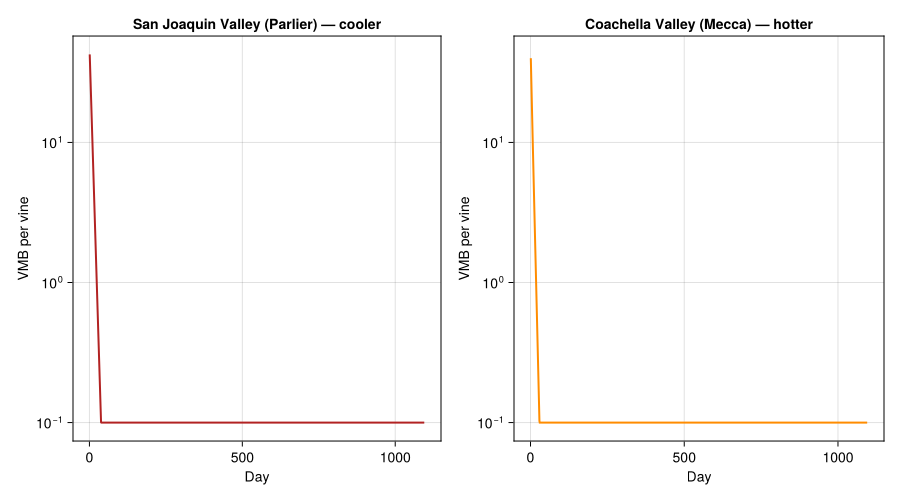 San Joaquin Valley (Parlier) — cooler
VMB per vine
10¹
10⁰
10⁻¹
0
500
1000
Day
Coachella Valley (Mecca) — hotter
VMB per vine
10¹
10⁰
10⁻¹
0
500
1000
Day